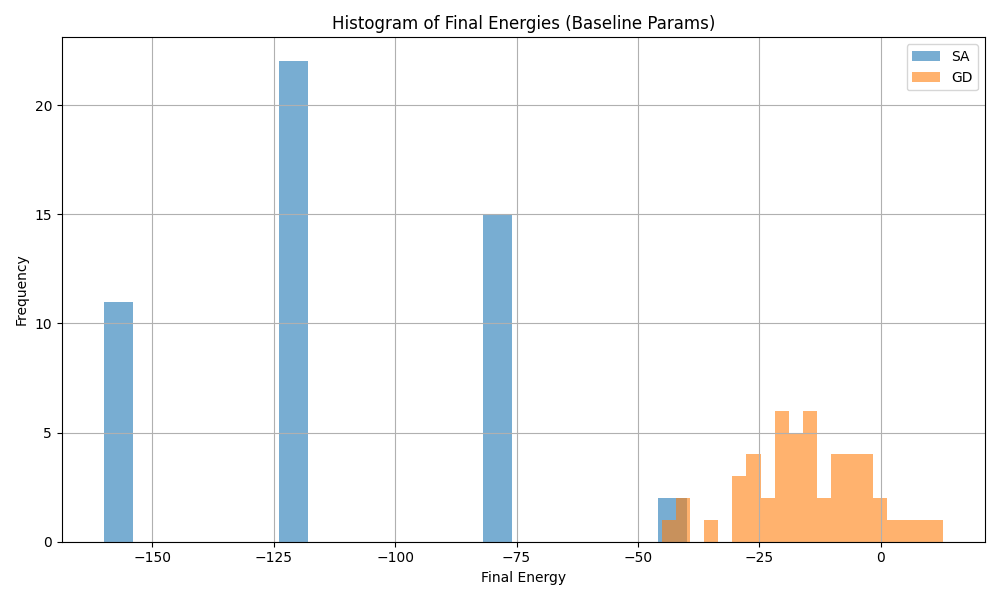 Histogram of Final Energies (Baseline Params)
SA
GD
Frequency
20
15
10
5
0
−150
−125
−100
−75
−50
−25
0
Final Energy